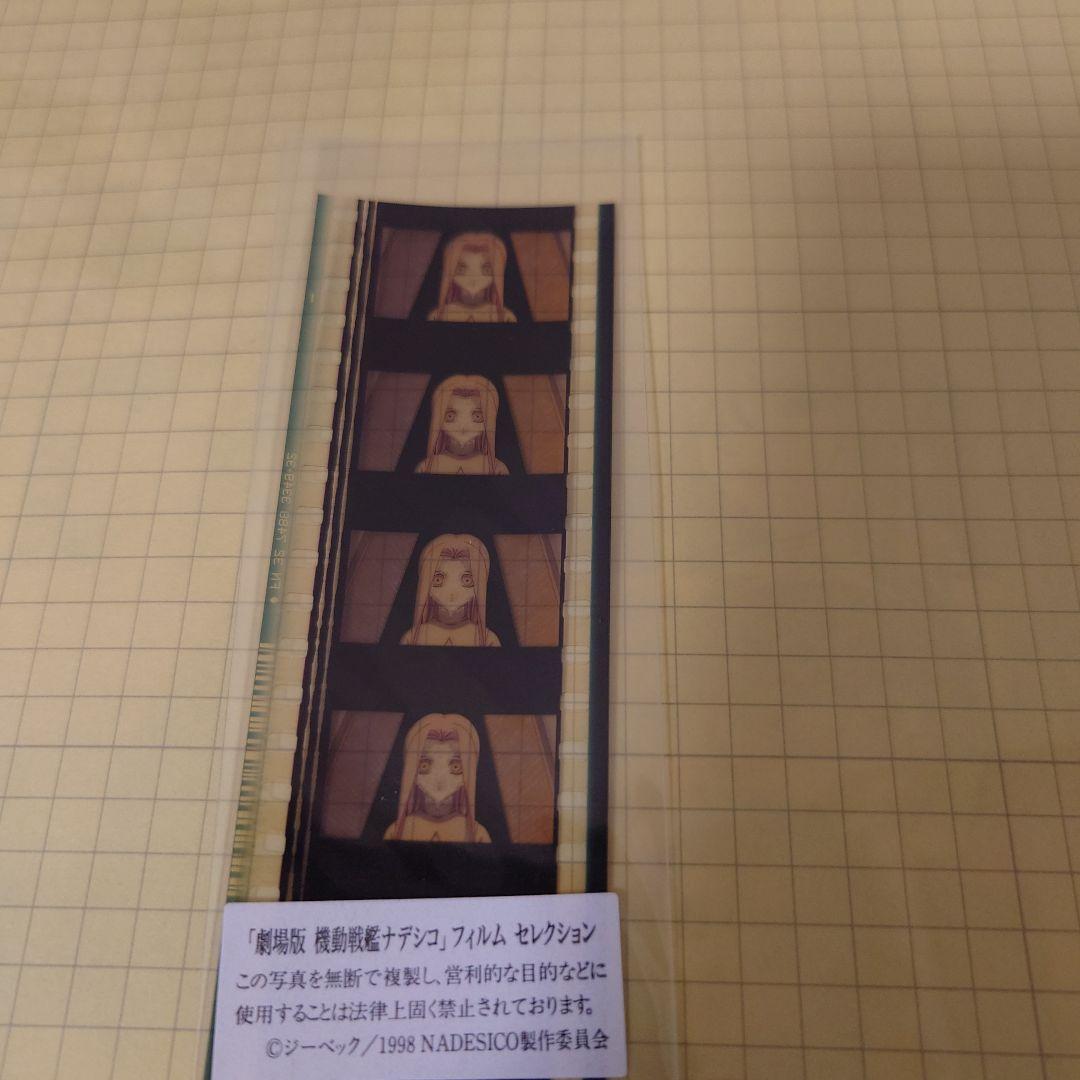 「劇場版 機動戦艦ナデシコ」フィルム セレクション
この写真を無断で複製し、営利的な目的などに
使用することは法律上固く禁止されております。
©ジーベック／1998 NADESICO製作委員会